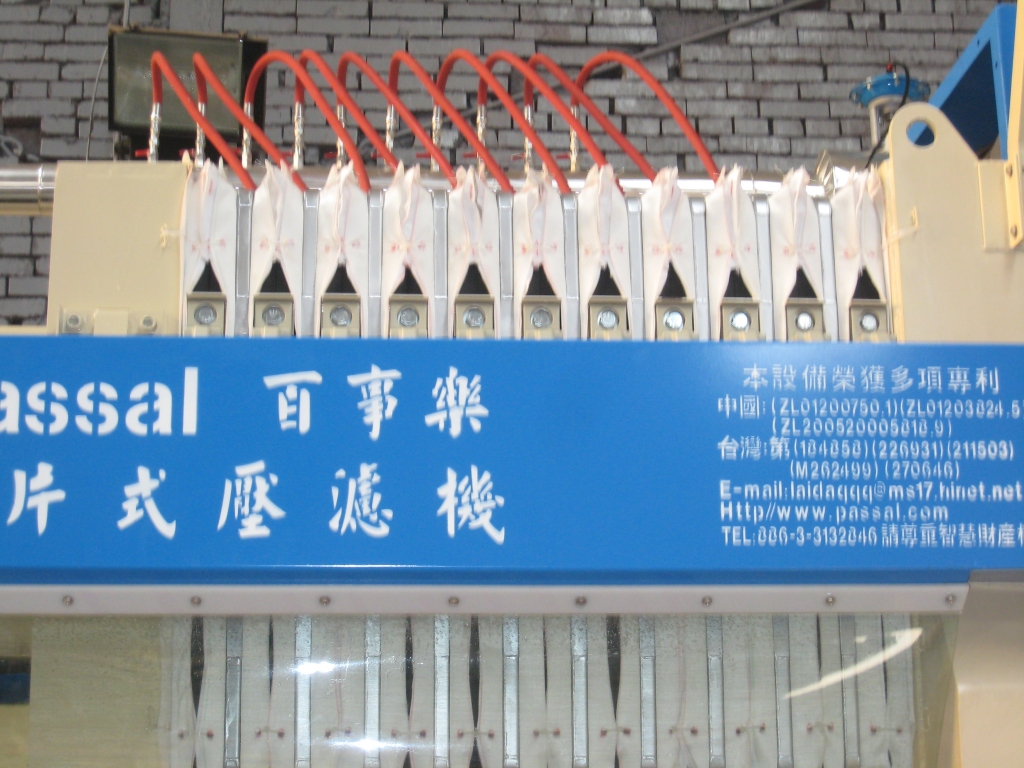 assal 百事樂
片式壓濾機
本設備榮獲多項專利
中國:(ZL01200750.1)(ZL01203824.5)
(ZL200520005818.9)
台灣:第(184858)(226931)(211503)
(M262499)(270646)
E-mail:laidaqqq@ms17.hinet.net
Http//www.passal.com
TEL:886-3-3132846 請尊重智慧財產